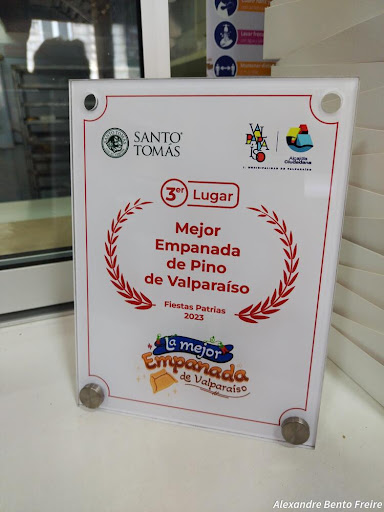 SANTO
TOMÁS
VALPARAÍSO
Alcaldía
Ciudadana
I. MUNICIPALIDAD DE VALPARAÍSO
3er Lugar
Mejor
Empanada
de Pino
de Valparaíso
Fiestas Patrias
2023
La mejor
Empanada
de Valparaíso
Alexandre Bento Freire